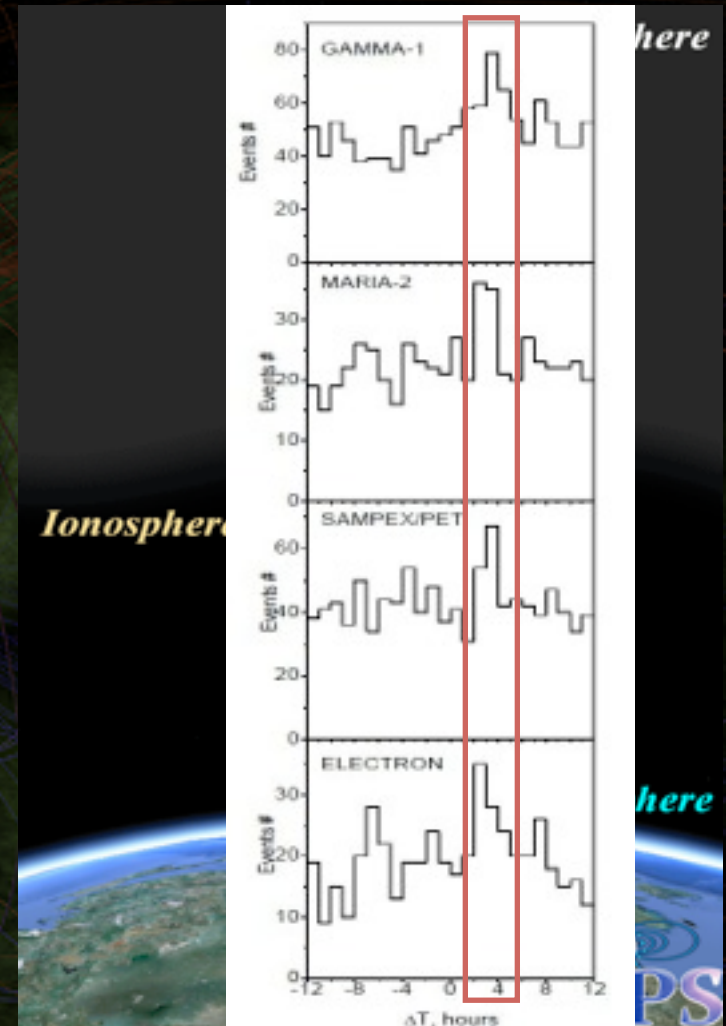 here
GAMMA-1
80
60
40
20
0
Events #
MARIA-2
30
20
10
0
Events #
Ionosphere
SAMPEX/PET
60
40
20
0
Events #
ELECTRON
here
30
20
10
0
Events #
-12 -8 -4 0 4 8 12
ΔT, hours
PS